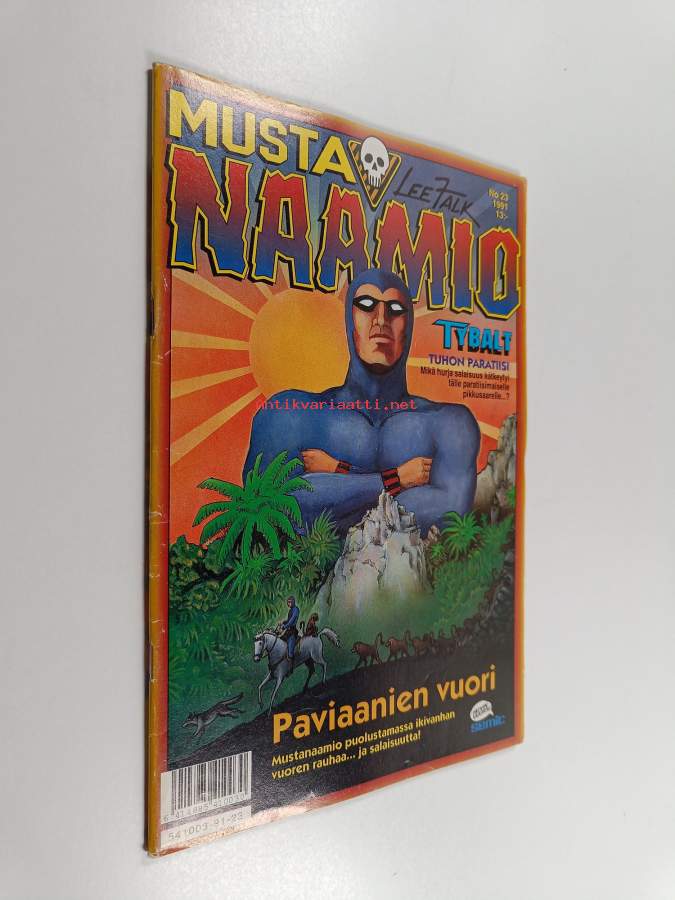 MUSTA
NAAMIO
LEE FALK
No 23
1991
13:-
TYBALT
TUHON PARATIISI
Mikä hurja salaisuus kätkeytyi
tälle paratiisimaiselle
pikkusaarelle...?
antikvariaatti.net
Paviaanien vuori
Mustanaamio puolustamassa ikivanhan
vuoren rauhaa... ja salaisuutta!
semic
541003-91-23